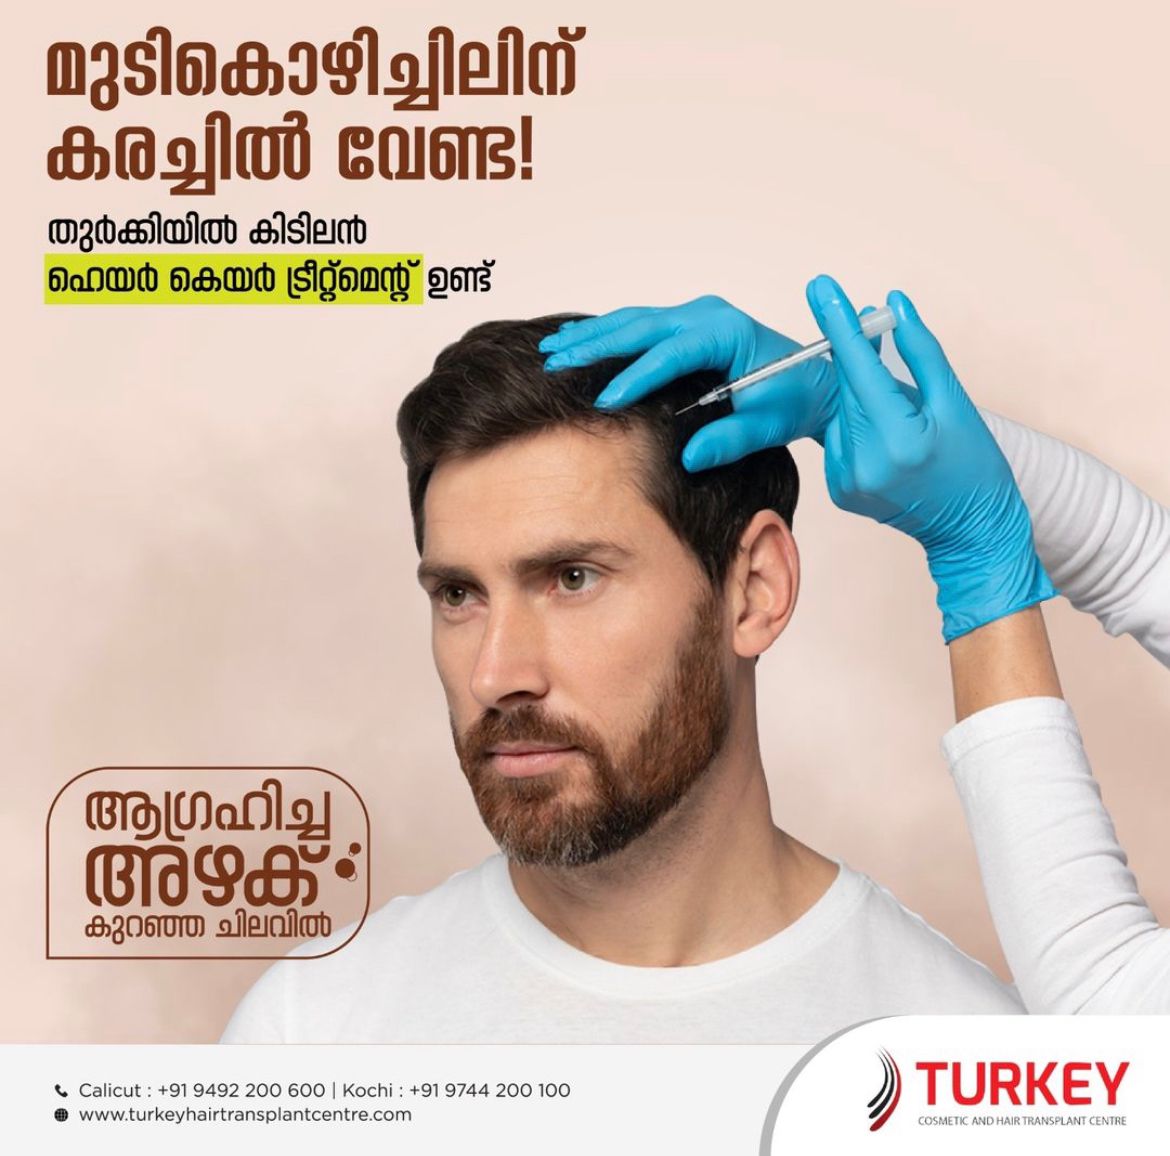 മുടികൊഴിച്ചിലിന്
കരച്ചിൽ വേണ്ട!
തുർക്കിയിൽ കിടിലൻ
ഹെയർ കെയർ ട്രീറ്റ്മെന്റ് ഉണ്ട്
ആഗ്രഹിച്ച
അഴക്
കുറഞ്ഞ ചിലവിൽ
Calicut : +91 9492 200 600 | Kochi : +91 9744 200 100
www.turkeyhairtransplantcentre.com
TURKEY
COSMETIC AND HAIR TRANSPLANT CENTRE